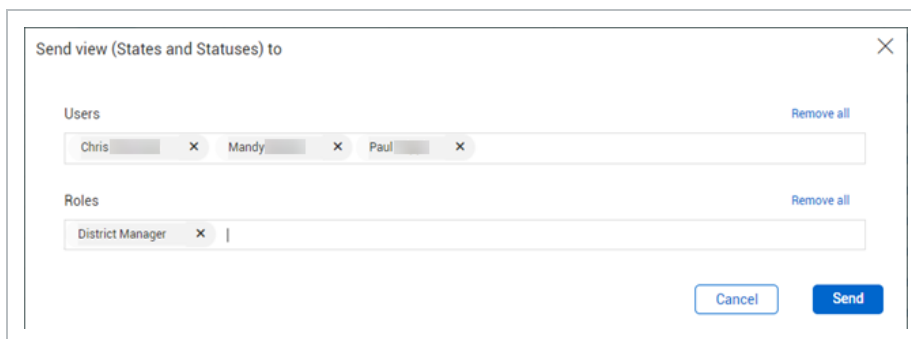 Send view (States and Statuses) to
Users
Remove all
Chris
Mandy
Paul
Roles
Remove all
District Manager
Cancel
Send